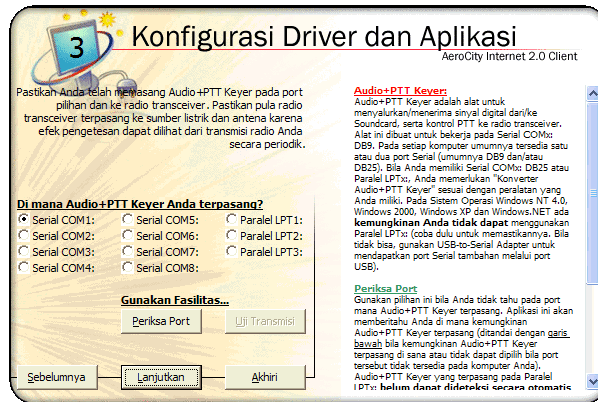 3
Konfigurasi Driver dan Aplikasi
AeroCity Internet 2.0 Client
Pastikan Anda telah memasang Audio+PTT Keyer pada port
pilihan dan ke radio transceiver. Pastikan pula radio
transceiver terpasang ke sumber listrik dan antena karena
efek pengetesan dapat dilihat dari transmisi radio Anda
secara periodik.
Di mana Audio+PTT Keyer Anda terpasang?
Serial COM1: Serial COM5: Paralel LPT1:
Serial COM2: Serial COM6: Paralel LPT2:
Serial COM3: Serial COM7: Paralel LPT3:
Serial COM4: Serial COM8:
Gunakan Fasilitas...
Periksa Port Uji Transmisi
Sebelumnya Lanjutkan Akhiri
Audio+PTT Keyer:
Audio+PTT Keyer adalah alat untuk
menyalurkan/menerima sinyal digital dari/ke
Soundcard, serta kontrol PTT ke radio transceiver.
Alat ini dibuat untuk bekerja pada Serial COMx:
DB9. Pada setiap komputer umumnya tersedia satu
atau dua port Serial (umumnya DB9 dan/atau
DB25). Bila Anda memiliki Serial COMx: DB25 atau
Paralel LPTx:, Anda memerlukan "Konverter
Audio+PTT Keyer" sesuai dengan peralatan yang
Anda miliki. Pada Sistem Operasi Windows NT 4.0,
Windows 2000, Windows XP dan Windows.NET ada
kemungkinan Anda tidak dapat menggunakan
Paralel LPTx: (coba dulu untuk memastikannya. Bila
tidak bisa, gunakan USB-to-Serial Adapter untuk
mendapatkan port Serial tambahan melalui port
USB).
Periksa Port
Gunakan pilihan ini bila Anda tidak tahu pada port
mana Audio+PTT Keyer terpasang. Aplikasi ini akan
memberitahu Anda di mana kemungkinan
Audio+PTT Keyer terpasang (ditandai dengan garis
bawah bila kemungkinan Audio+PTT Keyer
terpasang di sana atau tidak dapat dipilih bila port
tersebut tidak tersedia pada komputer Anda).
Audio+PTT Keyer yang terpasang pada Paralel
LPTx: belum dapat dideteksi secara otomatis